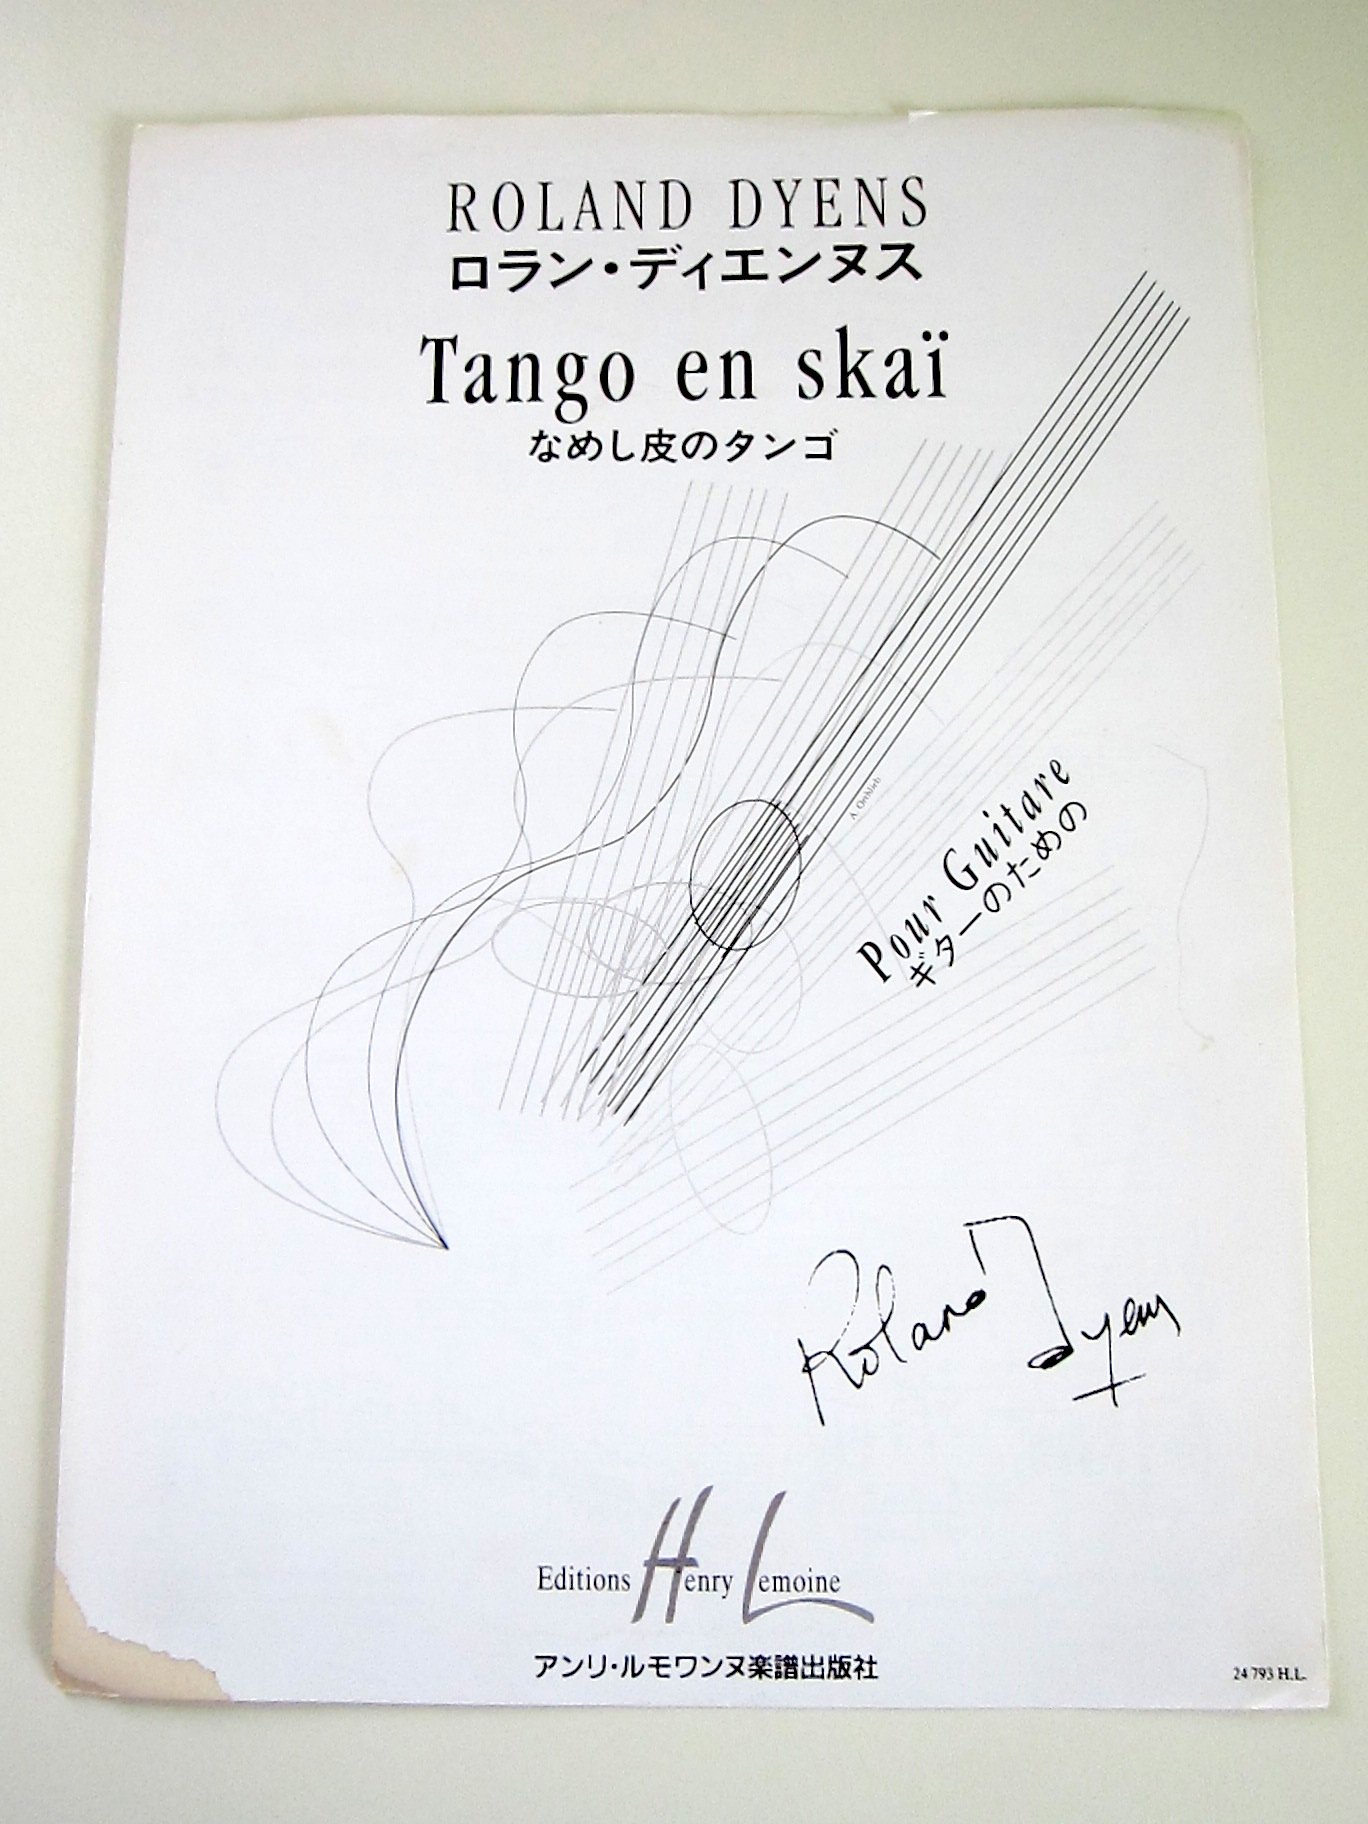 ROLAND DYENS
ロラン・ディエンヌス
Tango en skaï
なめし皮のタンゴ
A. Orthlieb
Pour Guitare
ギターのための
Roland Dyens
Editions Henry Lemoine
アンリ・ルモワンヌ楽譜出版社
24 793 H.L.